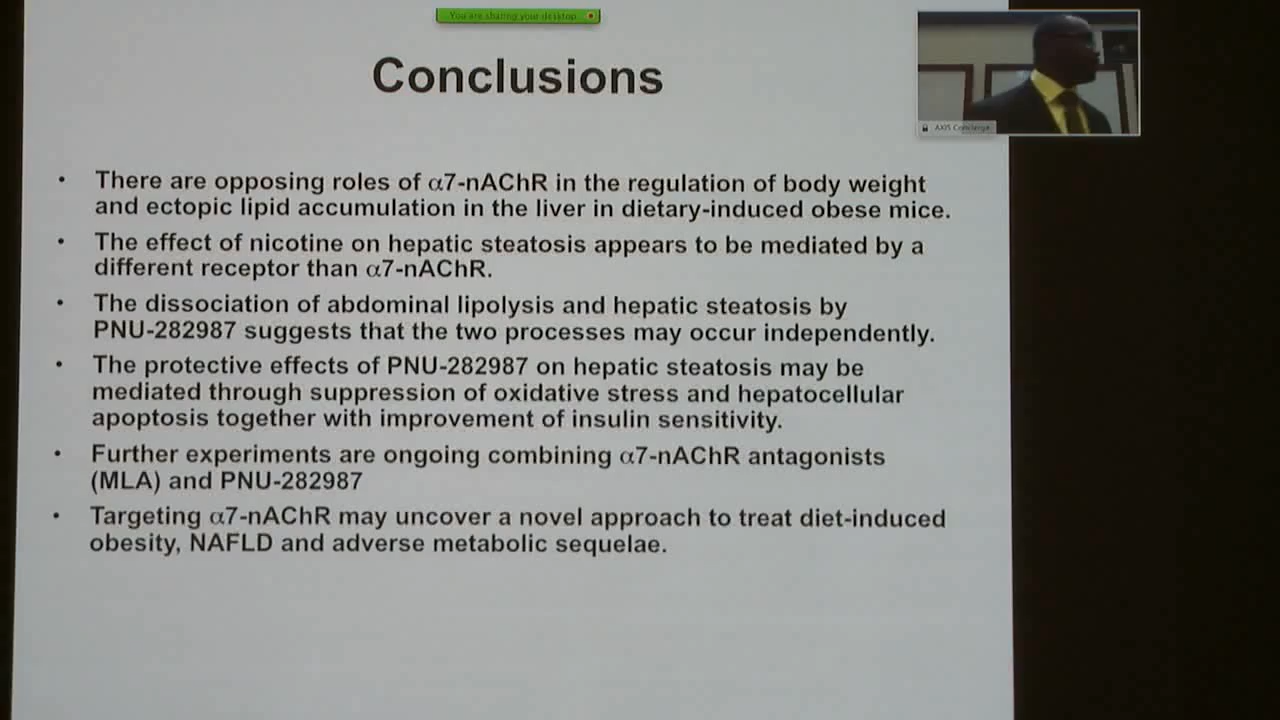 You are sharing your desktop.
Conclusions
AXIS Concierge
• There are opposing roles of α7-nAChR in the regulation of body weight
and ectopic lipid accumulation in the liver in dietary-induced obese mice.
• The effect of nicotine on hepatic steatosis appears to be mediated by a
different receptor than α7-nAChR.
• The dissociation of abdominal lipolysis and hepatic steatosis by
PNU-282987 suggests that the two processes may occur independently.
• The protective effects of PNU-282987 on hepatic steatosis may be
mediated through suppression of oxidative stress and hepatocellular
apoptosis together with improvement of insulin sensitivity.
• Further experiments are ongoing combining α7-nAChR antagonists
(MLA) and PNU-282987
• Targeting α7-nAChR may uncover a novel approach to treat diet-induced
obesity, NAFLD and adverse metabolic sequelae.